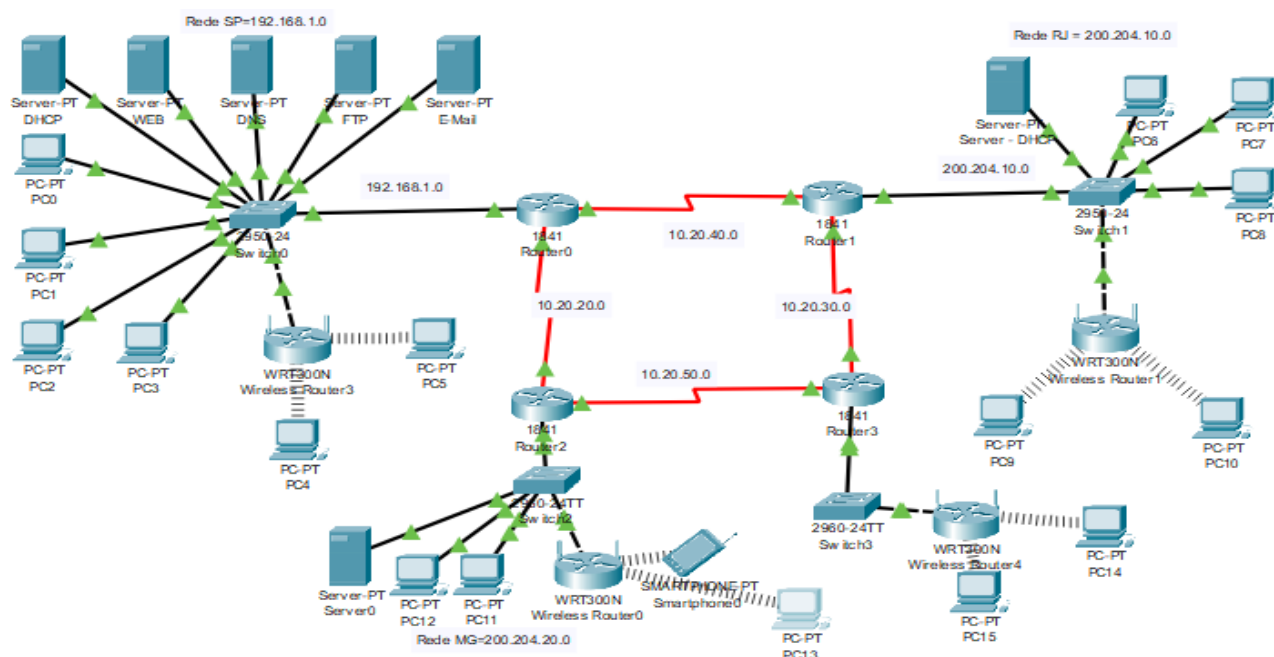 Rede SP=192.168.1.0
Rede RJ = 200.204.10.0
Server-PT
DHCP
Server-PT
WEB
Server-PT
DNS
Server-PT
FTP
Server-PT
E-Mail
Server-PT
Server - DHCP
PC-PT
PC6
PC-PT
PC7
PC-PT
PC8
PC-PT
PC0
192.168.1.0
200.204.10.0
2950-24
Switch0
1841
Router0
10.20.40.0
1841
Router1
2950-24
Switch1
PC-PT
PC1
10.20.20.0
10.20.30.0
PC-PT
PC2
PC-PT
PC3
WRT300N
Wireless Router3
PC-PT
PC5
10.20.50.0
WRT300N
Wireless Router1
1841
Router2
1841
Router3
PC-PT
PC4
PC-PT
PC9
PC-PT
PC10
2960-24TT
Switch2
2960-24TT
Switch3
WRT300N
Wireless Router4
PC-PT
PC14
Server-PT
Server0
PC-PT
PC12
PC-PT
PC11
WRT300N
Wireless Router0
SMARTPHONE-PT
Smartphone0
PC-PT
PC15
Rede MG=200.204.20.0
PC-PT
PC13